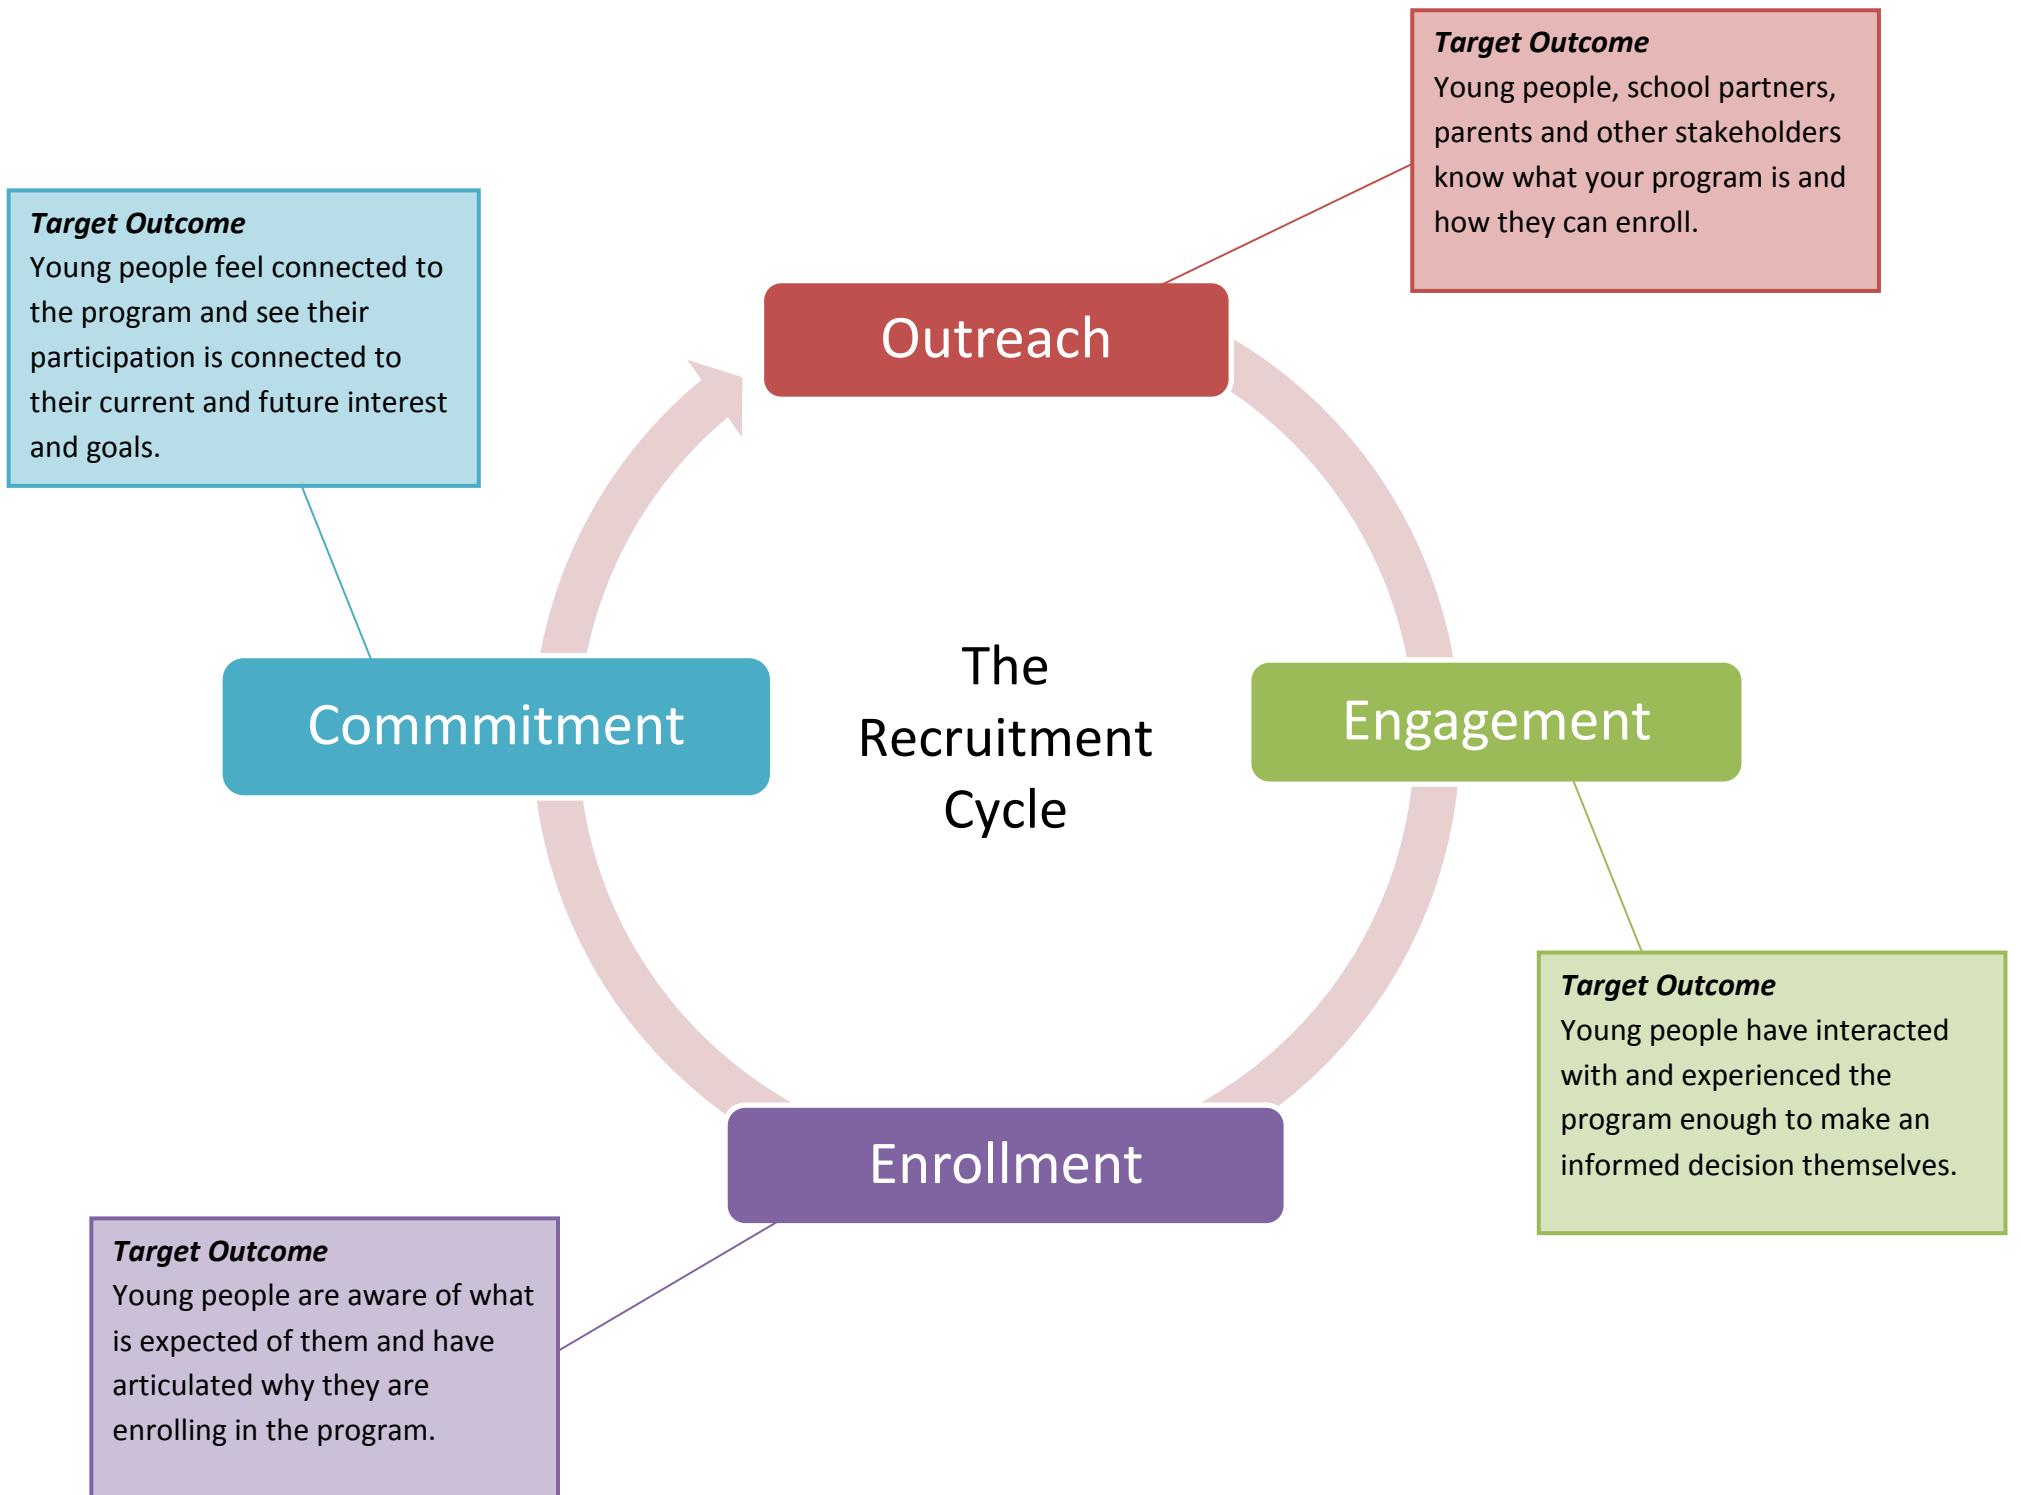 Target Outcome
Young people, school partners,
parents and other stakeholders
know what your program is and
how they can enroll.
Target Outcome
Young people feel connected to
the program and see their
participation is connected to
their current and future interest
and goals.
Outreach
The
Recruitment
Cycle
Commmitment
Engagement
Target Outcome
Young people have interacted
with and experienced the
program enough to make an
informed decision themselves.
Enrollment
Target Outcome
Young people are aware of what
is expected of them and have
articulated why they are
enrolling in the program.